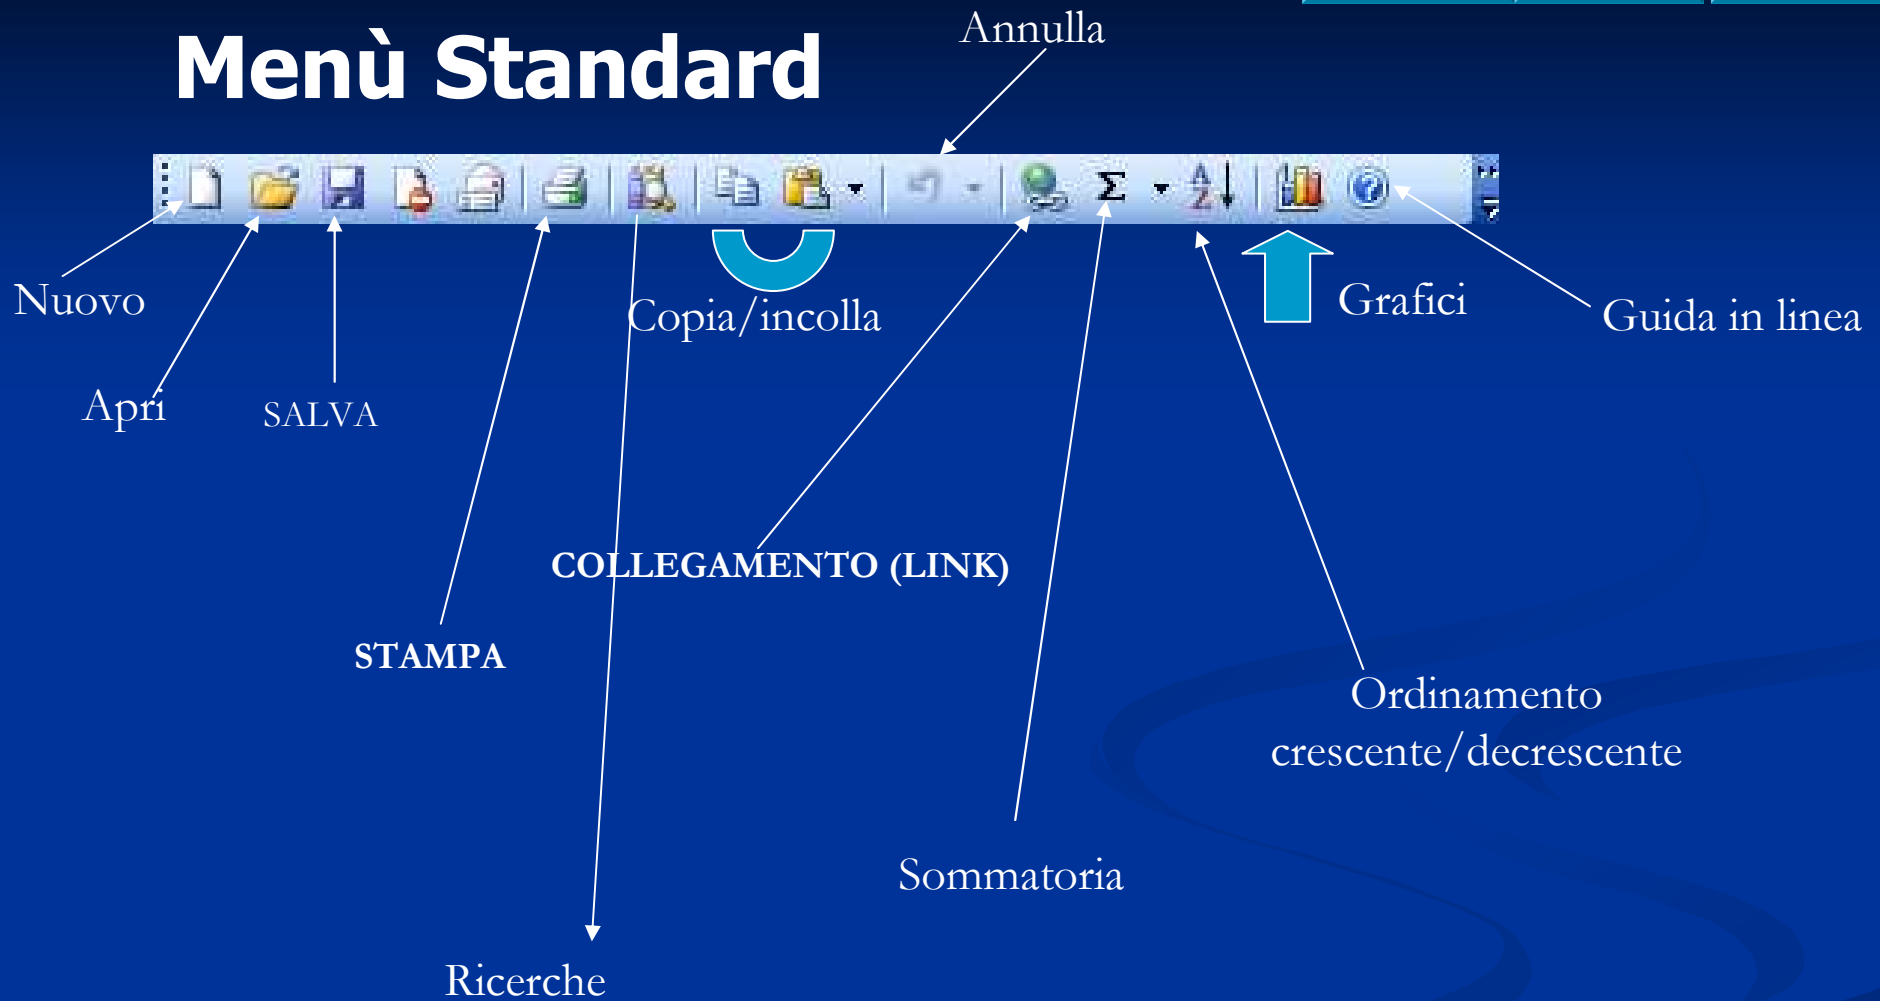 Menù Standard
Annulla
Nuovo
Copia/incolla
Grafici
Guida in linea
Apri
SALVA
COLLEGAMENTO (LINK)
STAMPA
Ordinamento
crescente/decrescente
Sommatoria
Ricerche